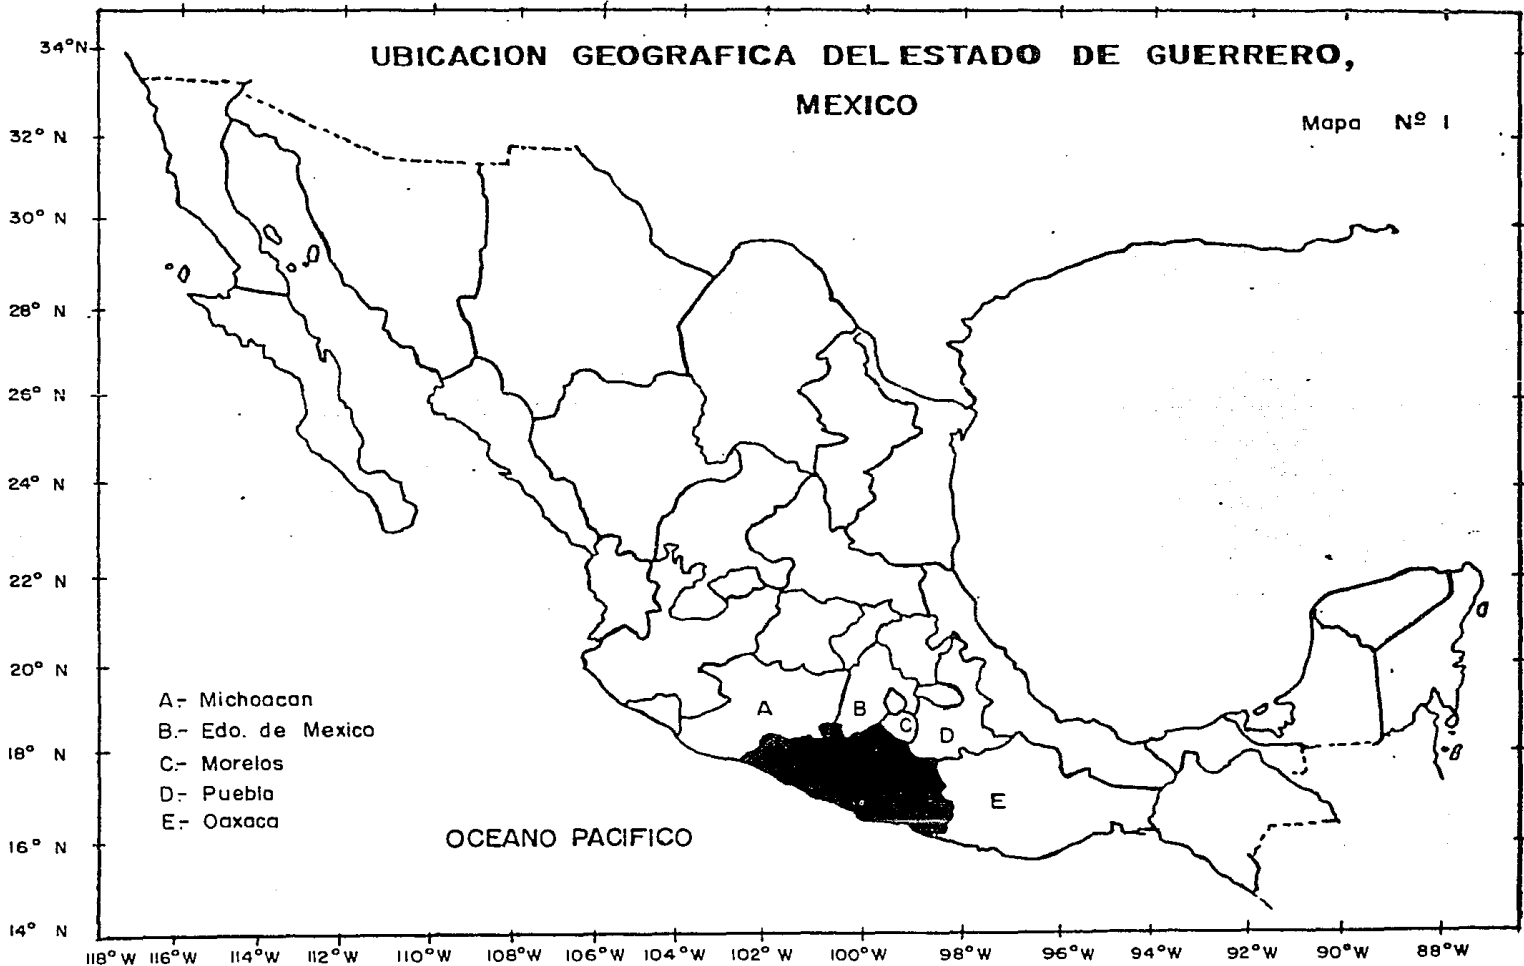 UBICACION GEOGRAFICA DEL ESTADO DE GUERRERO,
MEXICO
Mapa Nº 1
34°N
32° N
30° N
28° N
26° N
24° N
22° N
20° N
18° N
16° N
14° N
A.- Michoacan
B.- Edo. de Mexico
C.- Morelos
D.- Puebla
E.- Oaxaca
A
B
C
D
E
OCEANO PACIFICO
118°W 116°W 114°W 112°W 110°W 108°W 106°W 104°W 102°W 100°W 98°W 96°W 94°W 92°W 90°W 88°W